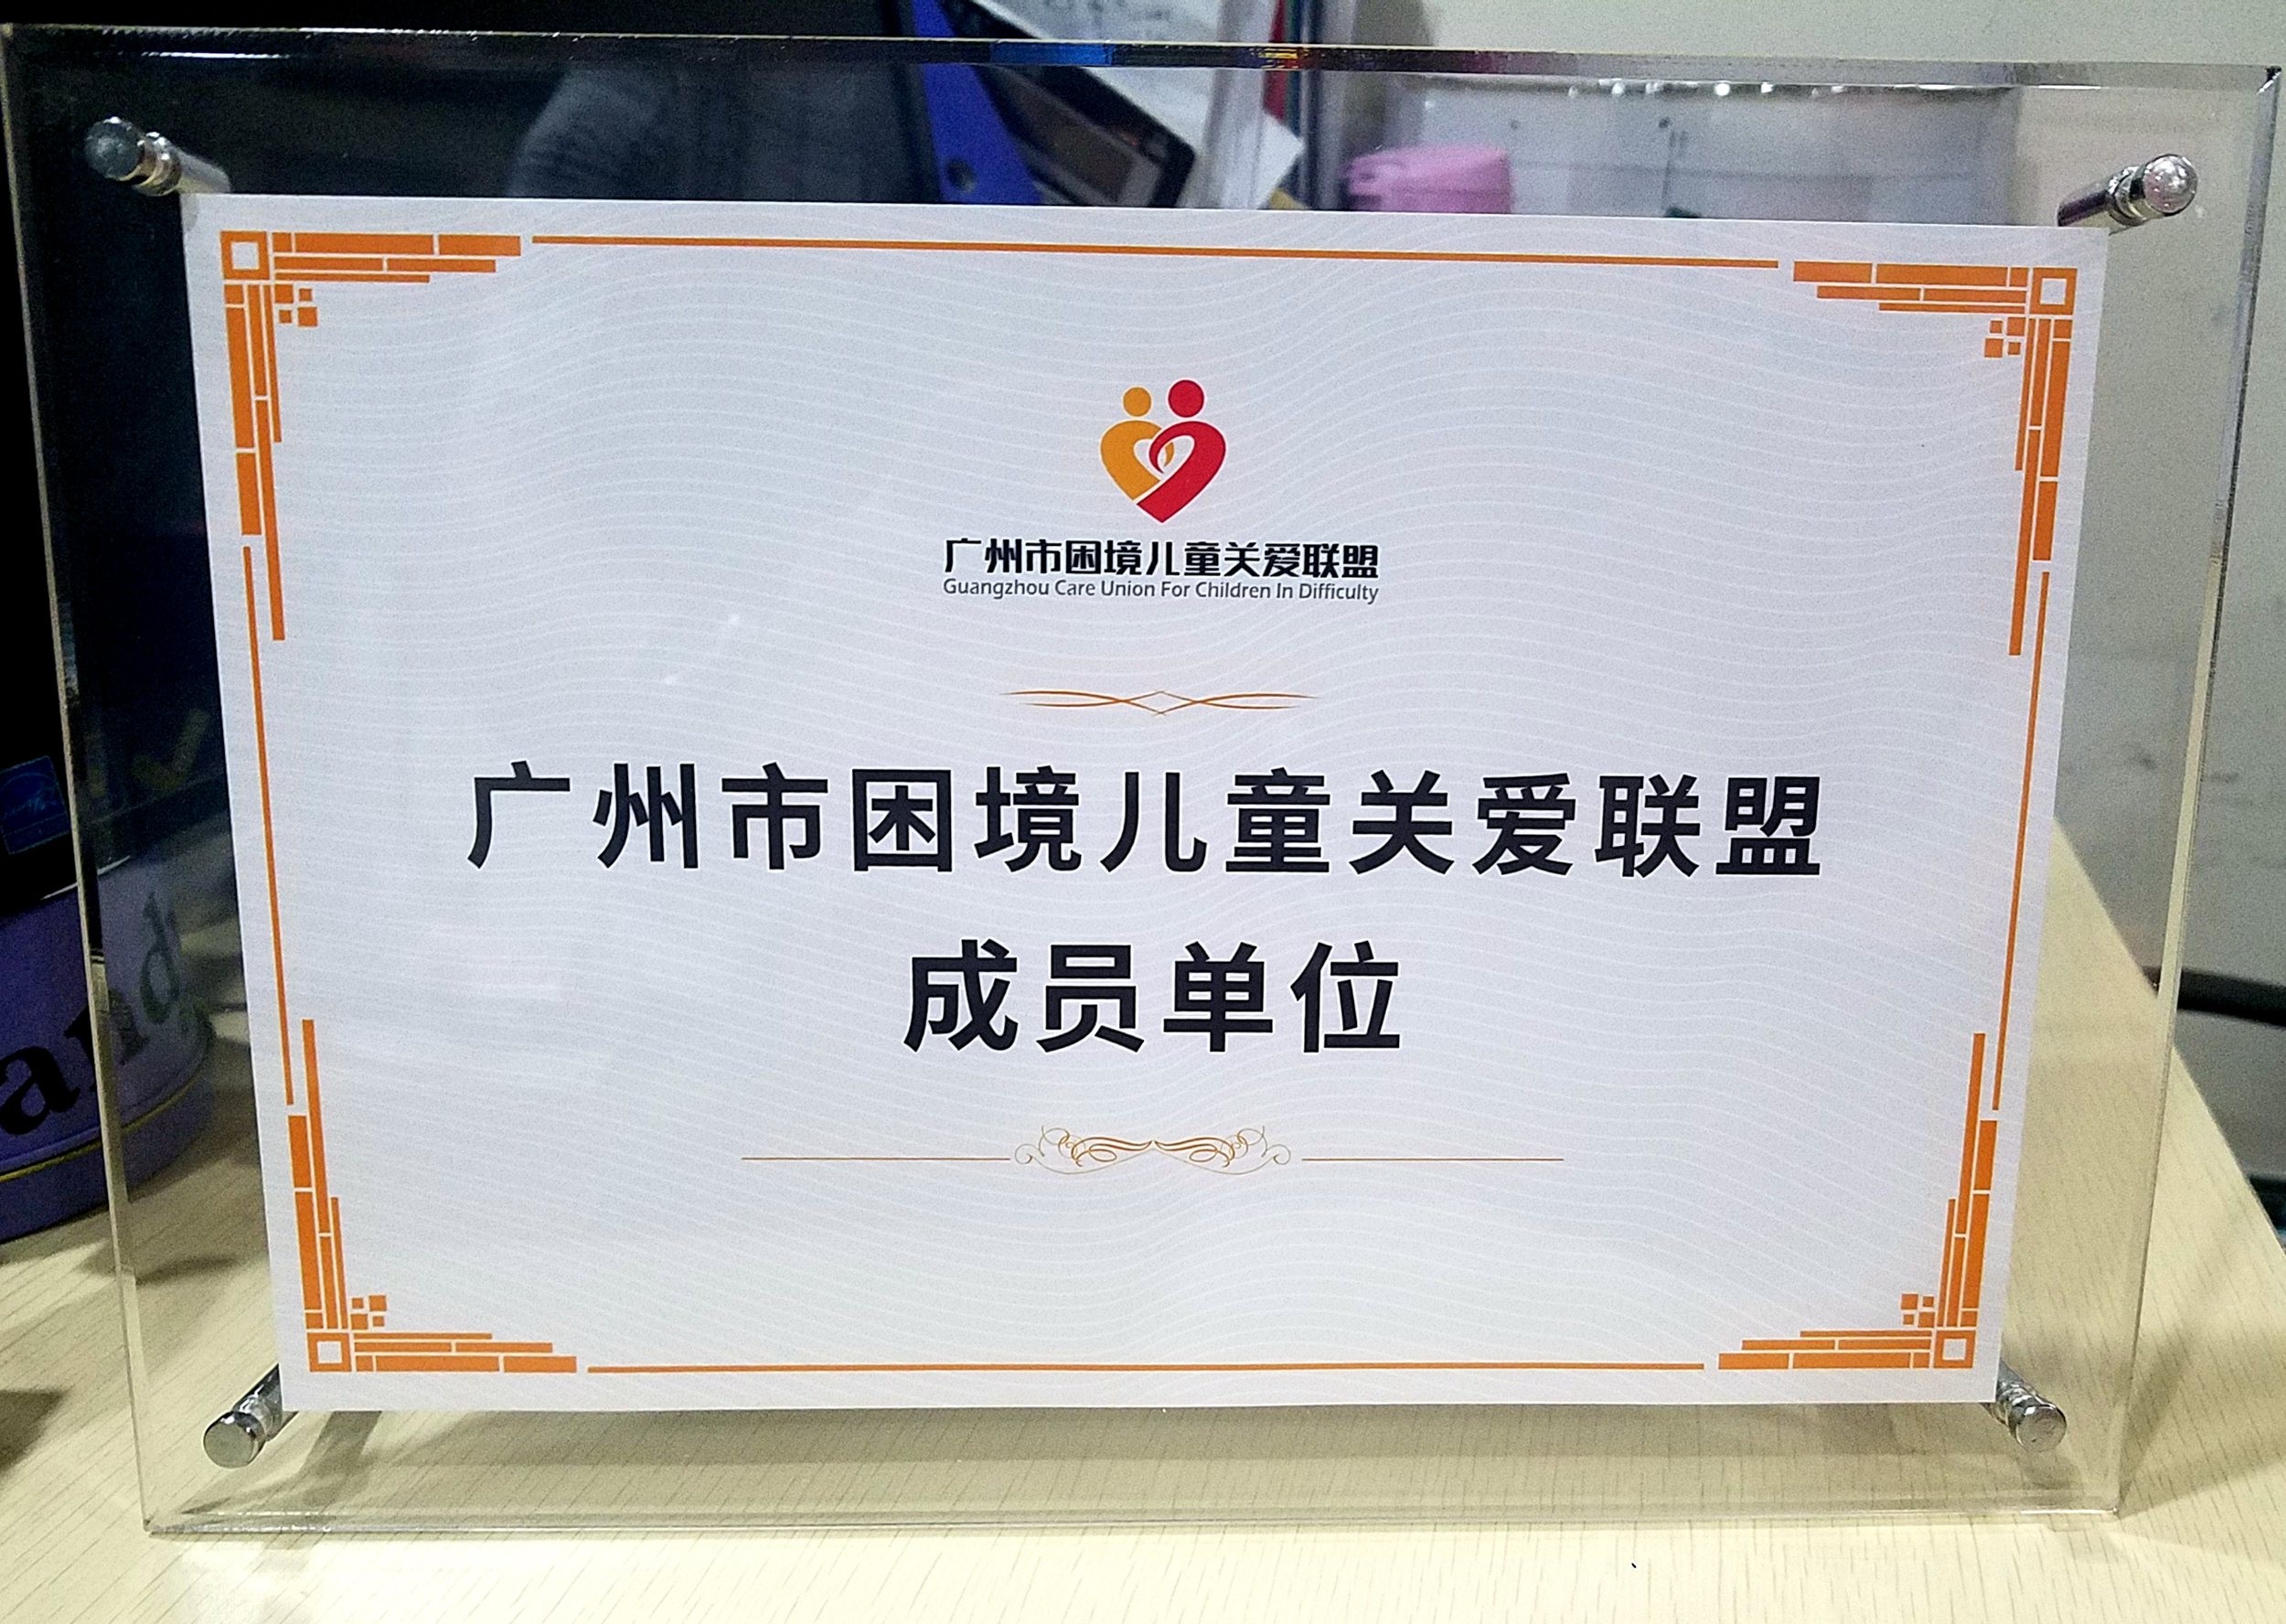 广州市困境儿童关爱联盟
Guangzhou Care Union For Children In Difficulty
广州市困境儿童关爱联盟
成员单位
and